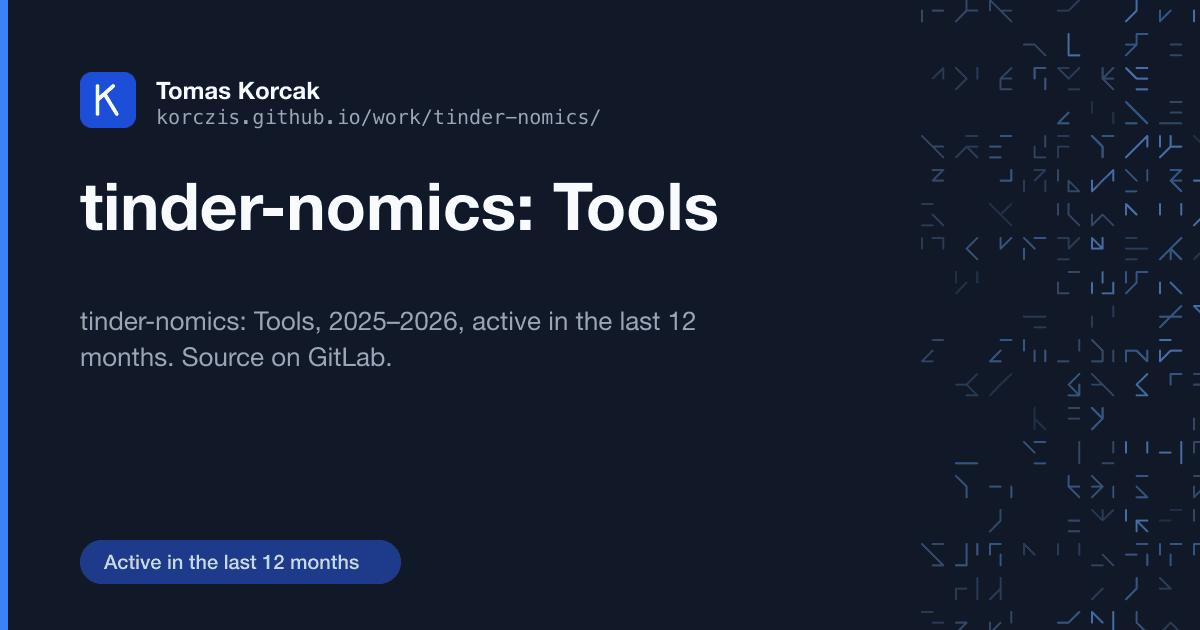 K
Tomas Korcak
korczis.github.io/work/tinder-nomics/
tinder-nomics: Tools
tinder-nomics: Tools, 2025–2026, active in the last 12
months. Source on GitLab.
Active in the last 12 months